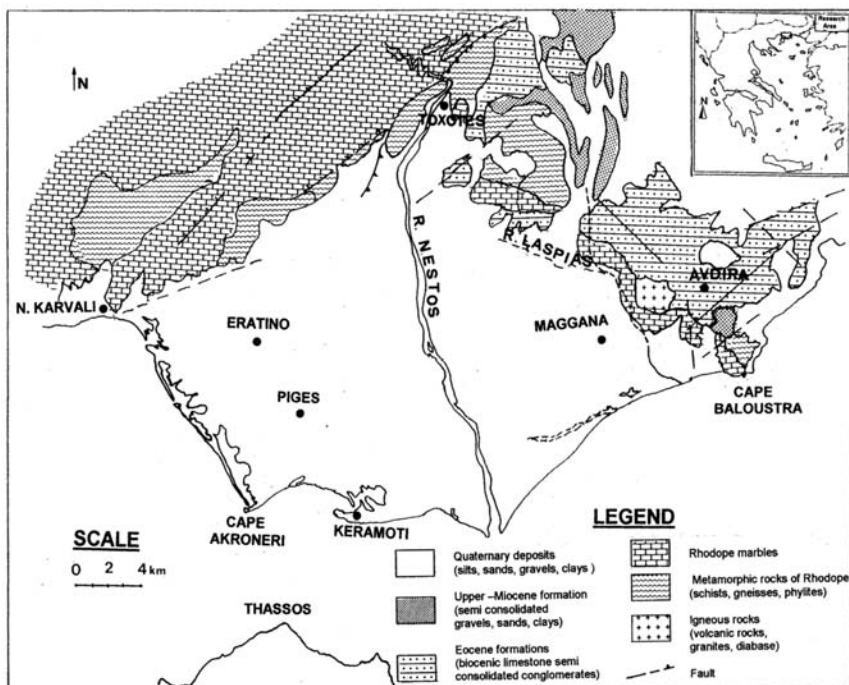 Research
Area
N
N
TOXOTES
R. NESTOS
R. LASPIAS
AVDIRA
N. KARVALI
ERATINO
MAGGANA
PIGES
CAPE
BALOUSTRA
CAPE
AKRONERI
KERAMOTI
SCALE
0 2 4 km
THASSOS
LEGEND
Quaternary deposits
(silts, sands, gravels, clays )
Upper –Miocene formation
(semi consolidated
gravels, sands, clays)
Eocene formations
(biocenic limestone semi
consolidated conglomerates)
Rhodope marbles
Metamorphic rocks of Rhodope
(schists, gneisses, phylites)
Igneous rocks
(volcanic rocks,
granites, diabase)
Fault